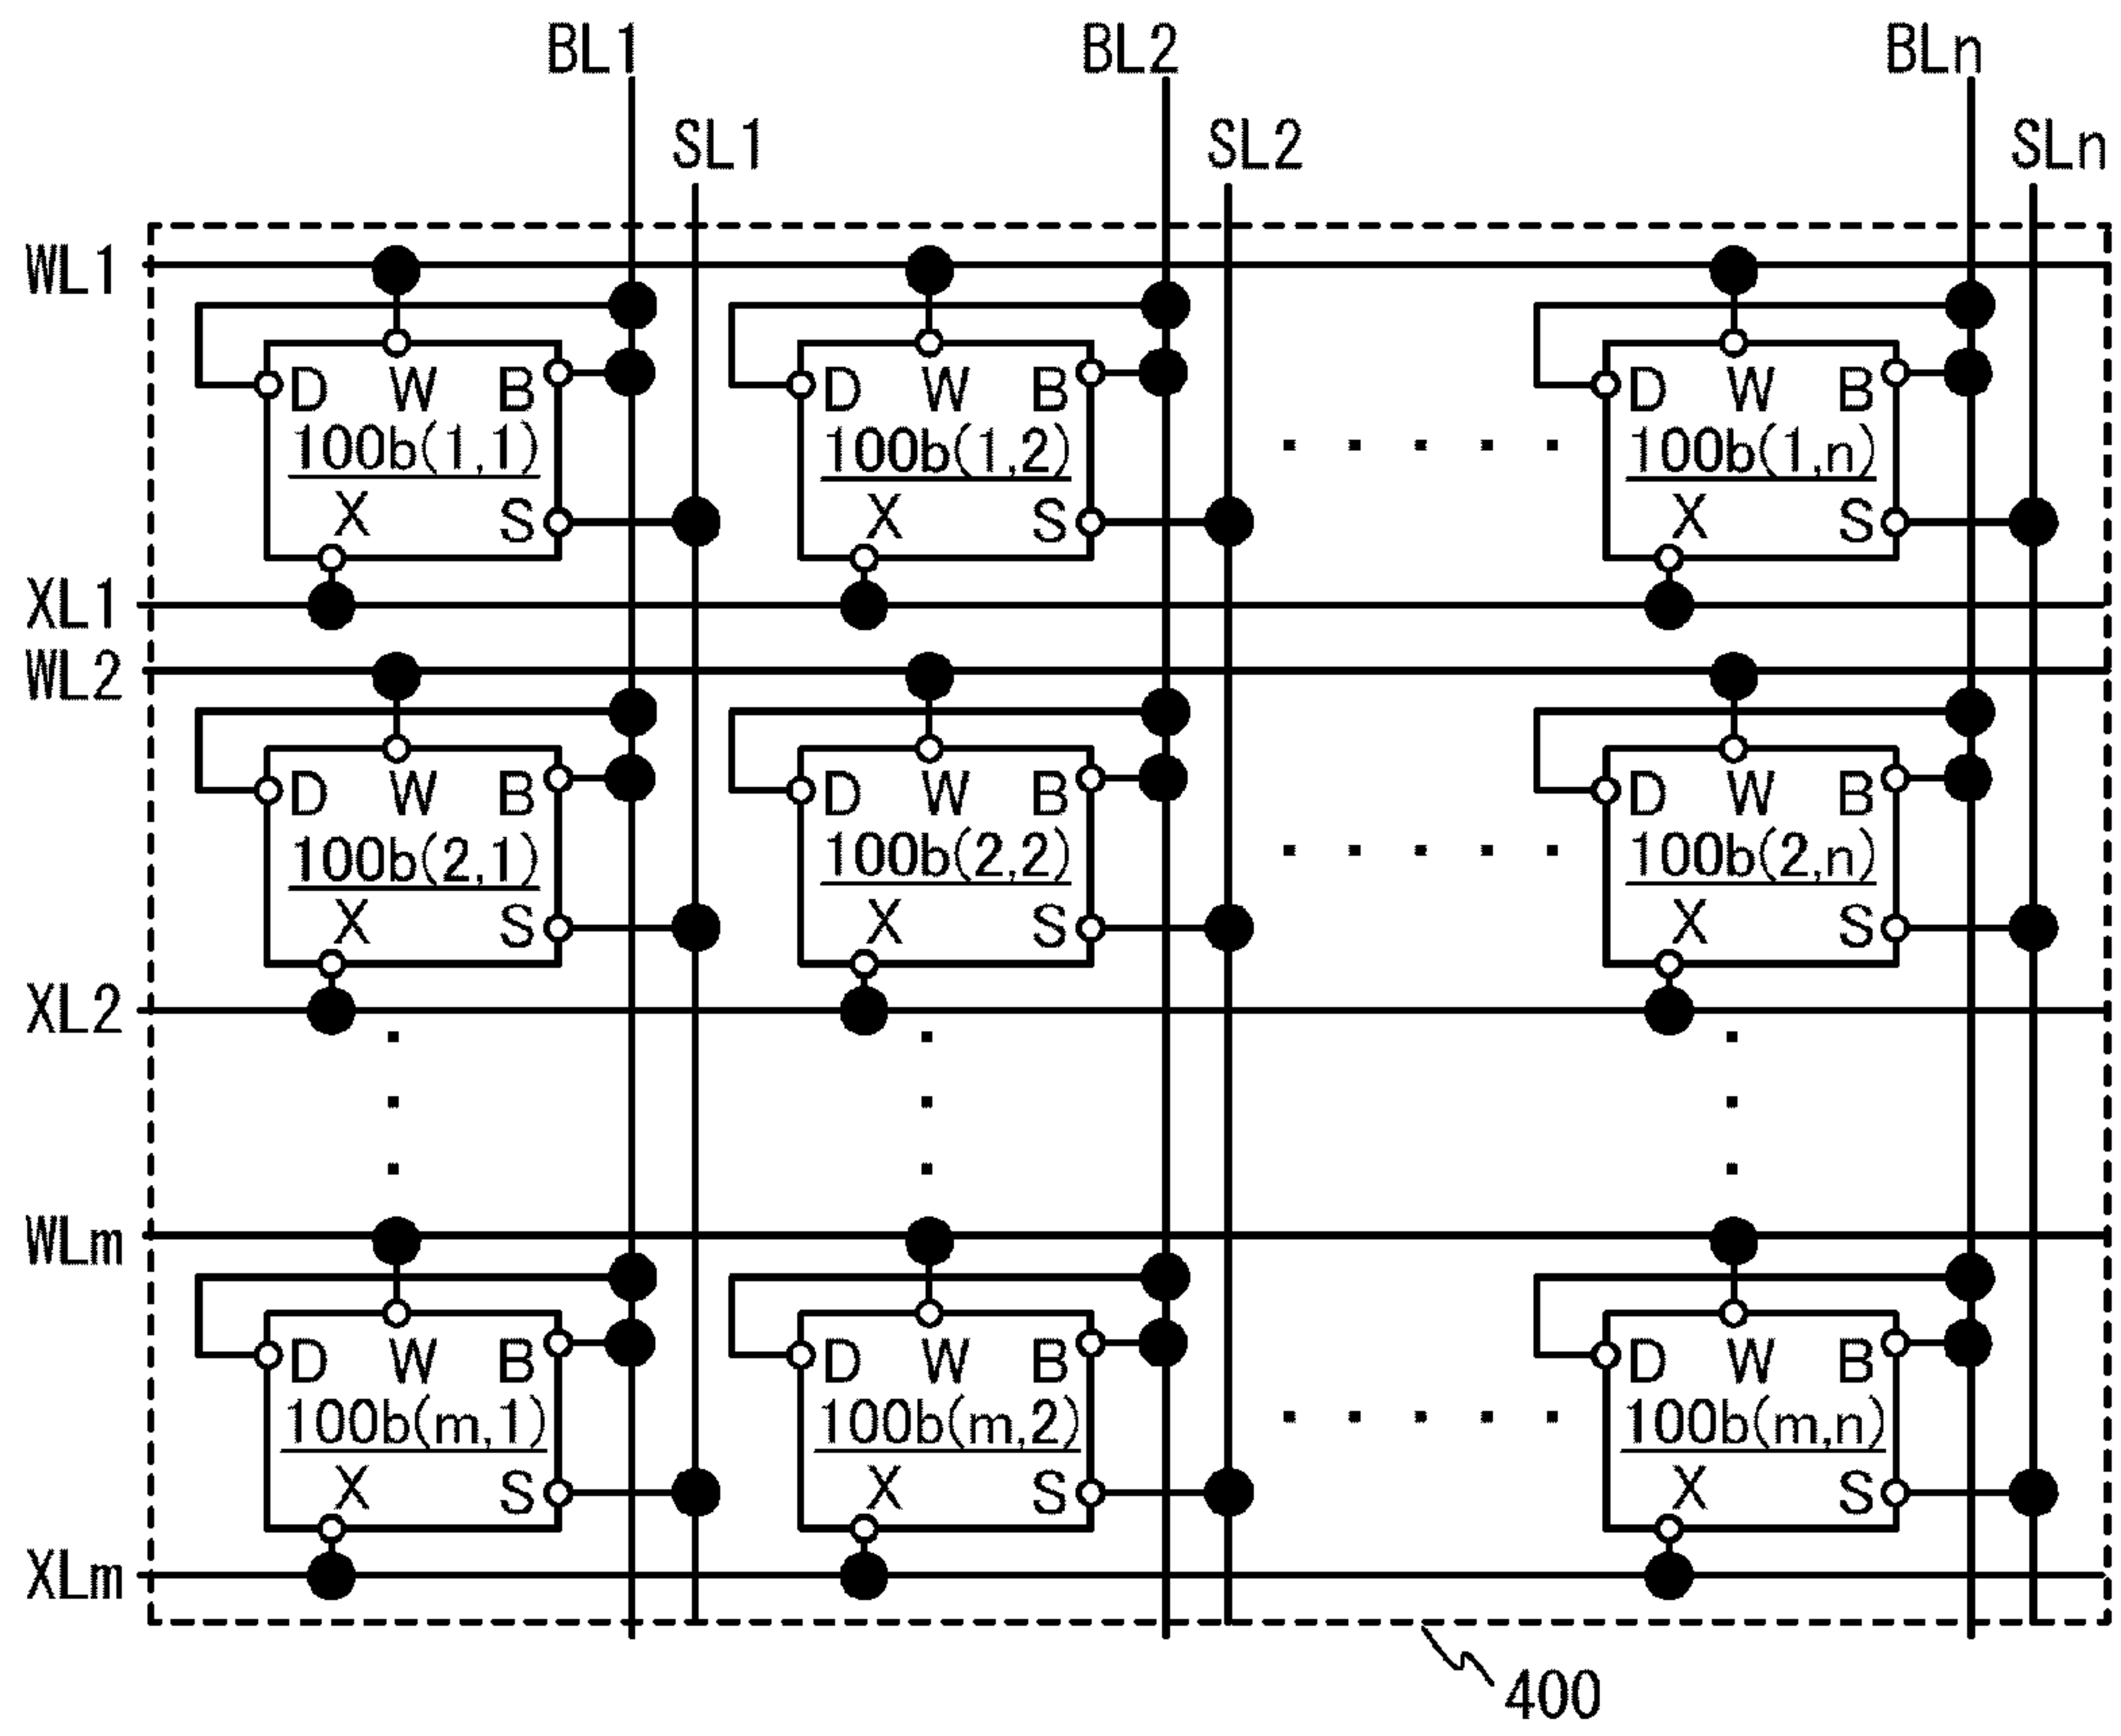 BL1 BL2 BLn
SL1 SL2 SLn
WL1
D W B D W B D W B
100b(1,1) 100b(1,2) 100b(1,n)
X S X S X S
XL1
WL2
D W B D W B D W B
100b(2,1) 100b(2,2) 100b(2,n)
X S X S X S
XL2
WLm
D W B D W B D W B
100b(m,1) 100b(m,2) 100b(m,n)
X S X S X S
XLm
400